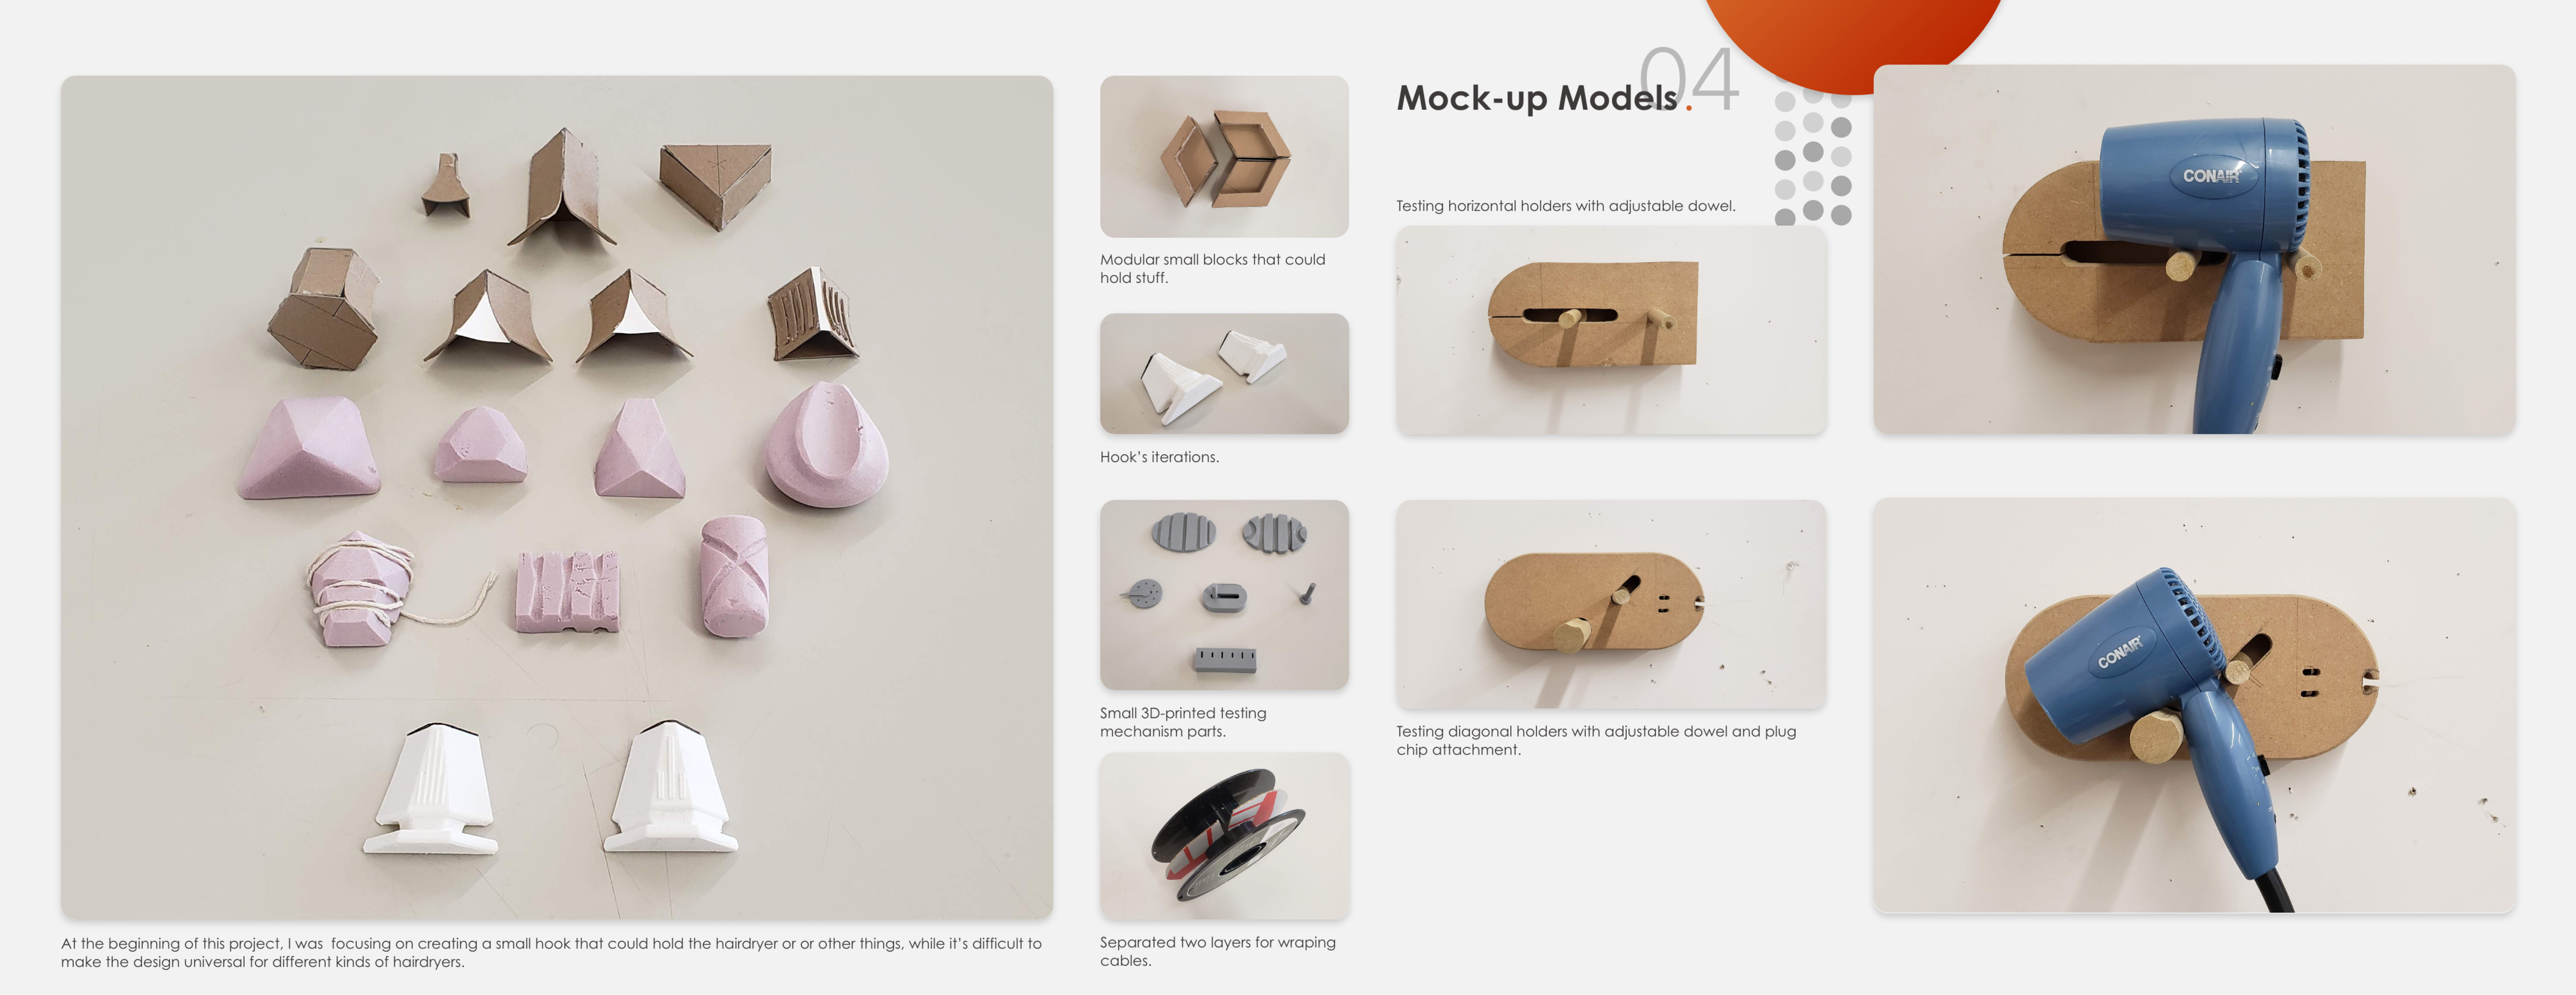 Mock-up Models.
04
At the beginning of this project, I was  focusing on creating a small hook that could hold the hairdryer or or other things, while it's difficult to
make the design universal for different kinds of hairdryers.
Modular small blocks that could
hold stuff.
Hook's iterations.
Small 3D-printed testing
mechanism parts.
Separated two layers for wraping
cables.
Testing horizontal holders with adjustable dowel.
Testing diagonal holders with adjustable dowel and plug
chip attachment.
CONAIR
CONAIR